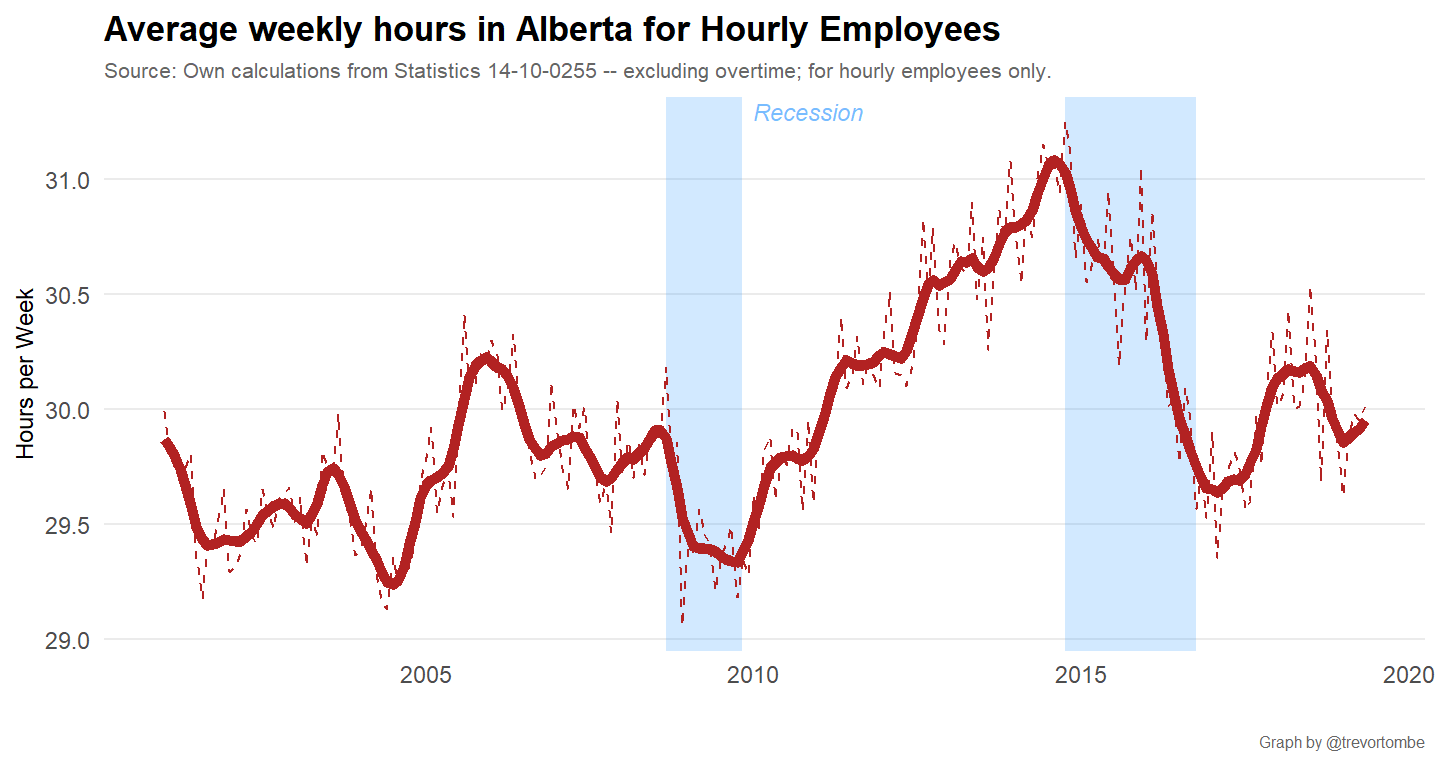 Average weekly hours in Alberta for Hourly Employees
Source: Own calculations from Statistics 14-10-0255 -- excluding overtime; for hourly employees only.
Recession
Hours per Week
31.0
30.5
30.0
29.5
29.0
2005
2010
2015
2020
Graph by @trevortombe